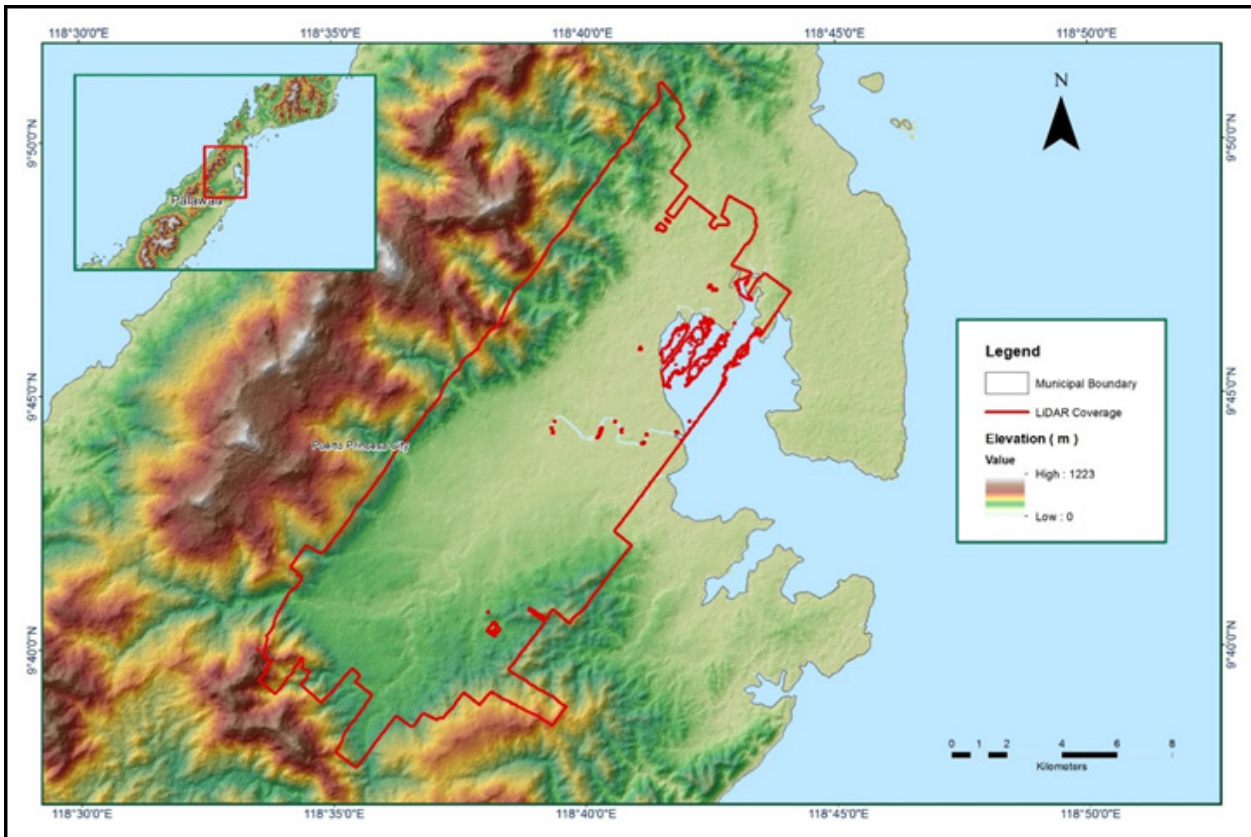 118°30'0"E 118°35'0"E 118°40'0"E 118°45'0"E 118°50'0"E
N
9°50'0"N 9°50'0"N
Palawan
Legend
Municipal Boundary
LiDAR Coverage
Elevation ( m )
Value
High : 1223
Low : 0
9°45'0"N 9°45'0"N
Puerto Princesa City
9°40'0"N 9°40'0"N
0 1 2 4 6 8
Kilometers
118°30'0"E 118°35'0"E 118°40'0"E 118°45'0"E 118°50'0"E